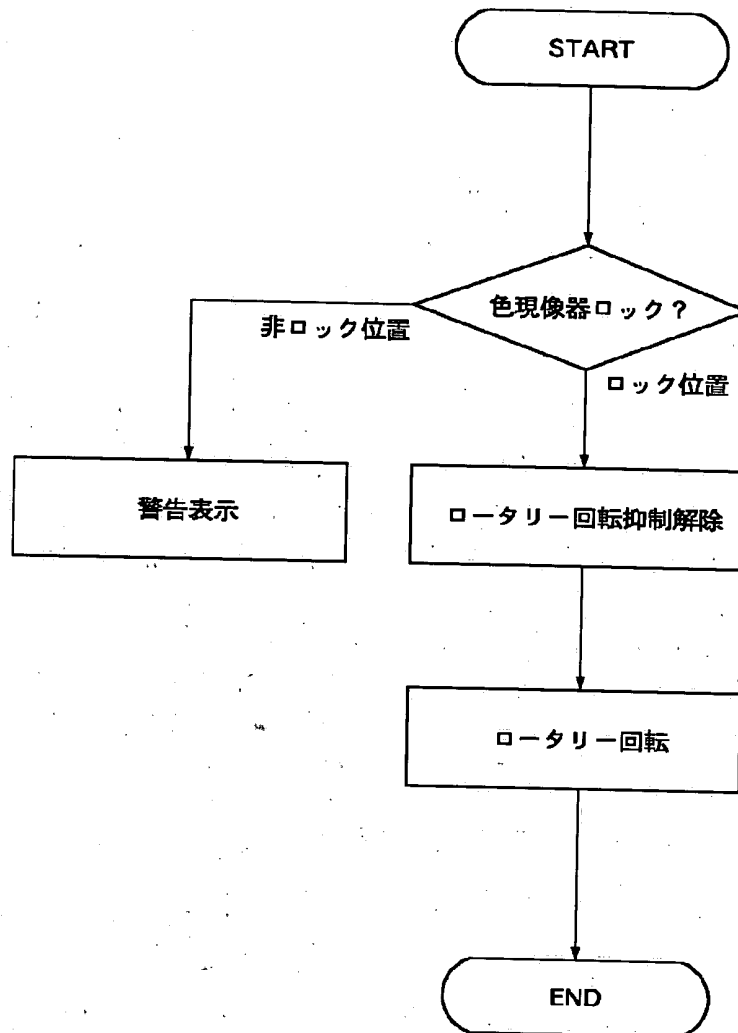 START
色現像器ロック？
非ロック位置
ロック位置
警告表示
ロータリー回転抑制解除
ロータリー回転
END